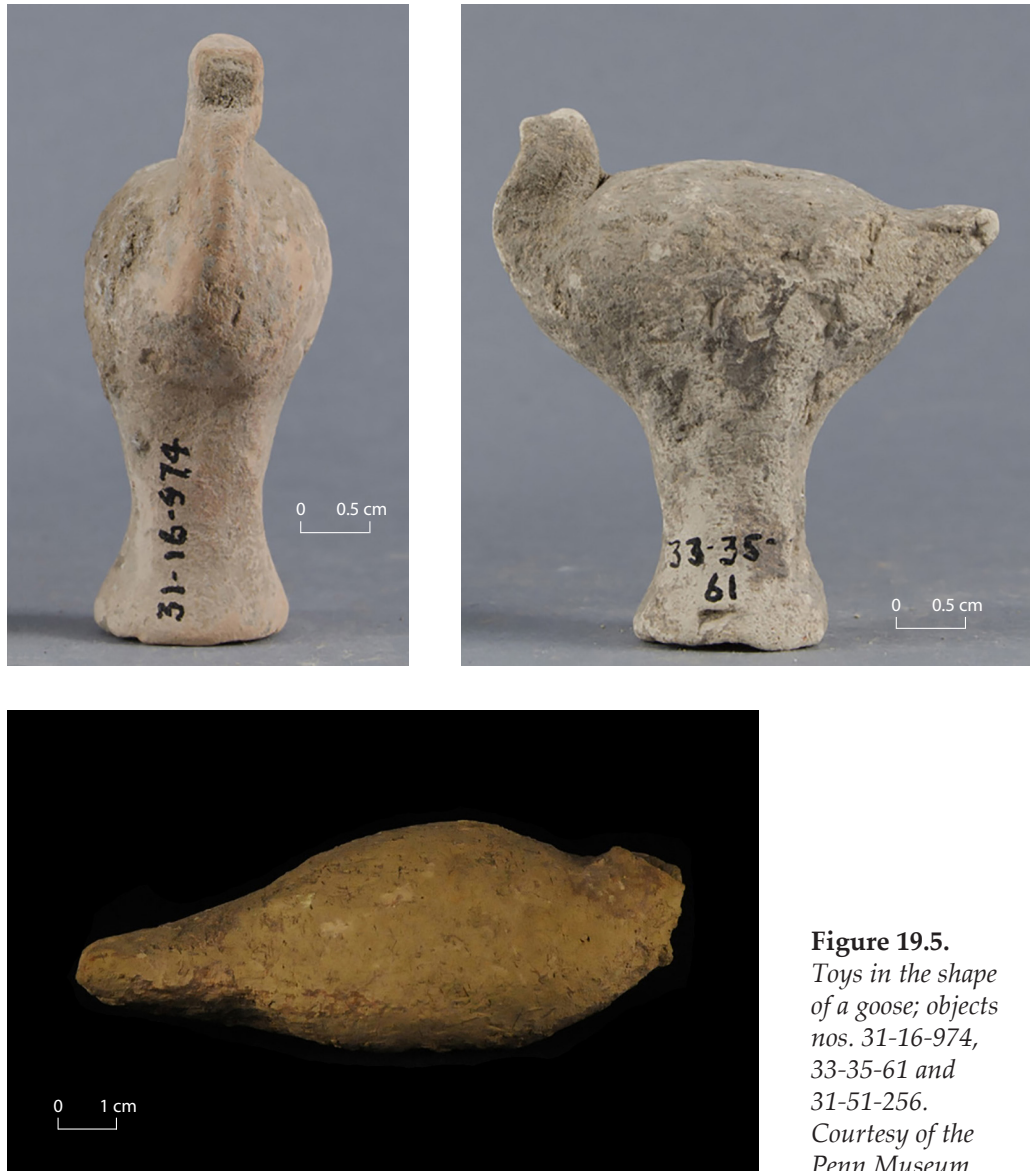 31-16-974
0 0.5 cm
33-35-
61
0 0.5 cm
0 1 cm
Figure 19.5.
Toys in the shape
of a goose; objects
nos. 31-16-974,
33-35-61 and
31-51-256.
Courtesy of the
Penn Museum